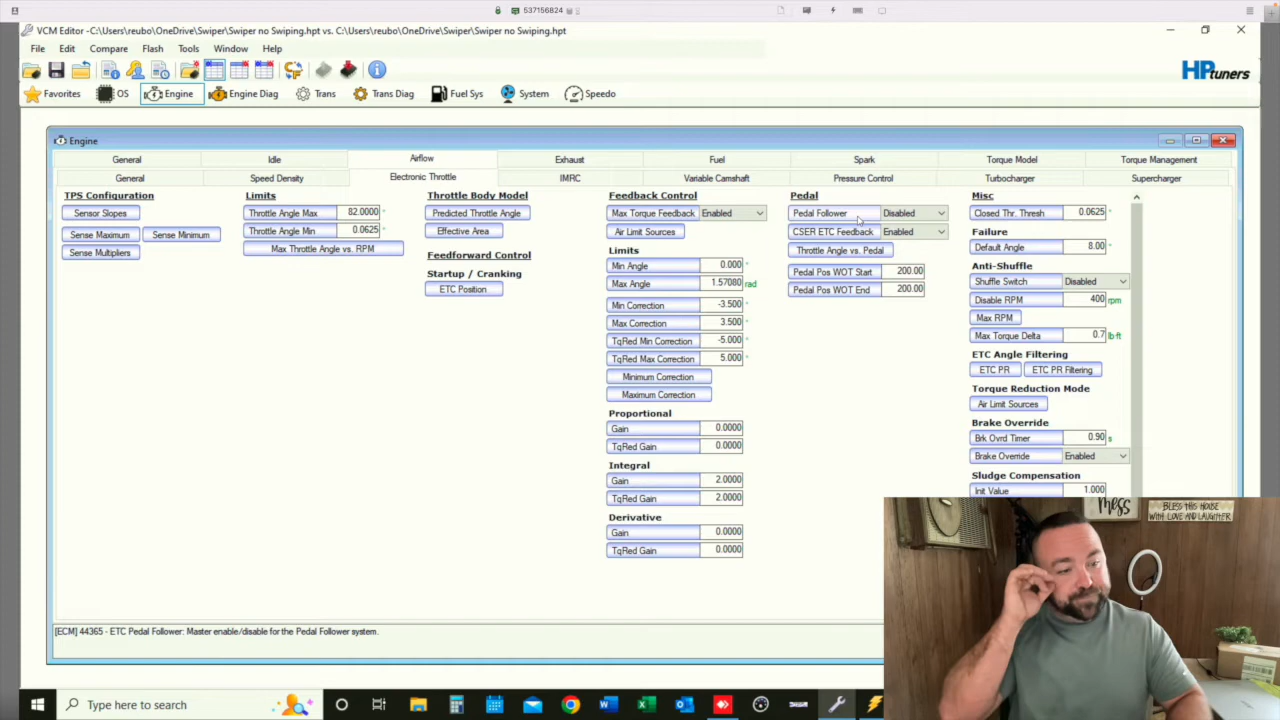 537156824
VCM Editor -C:\Users\reubo\OneDrive\Swiper\Swiper no Swiping.hpt vs. C:\Users\reubo\OneDrive\Swiper\Swiper no Swiping.hpt
File Edit Compare Flash Tools Window Help
HP tuners
Favorites OS Engine Engine Diag Trans Trans Diag Fuel Sys System Speedo
Engine
General Idle Airflow Exhaust Fuel Spark Torque Model Torque Management
General Speed Density Electronic Throttle IMRC Variable Camshaft Pressure Control Turbocharger Supercharger
TPS Configuration
Sensor Slopes
Sense Maximum Sense Minimum
Sense Multipliers
Limits
Throttle Angle Max 82.0000 °
Throttle Angle Min 0.0625 °
Max Throttle Angle vs. RPM
Throttle Body Model
Predicted Throttle Angle
Effective Area
Feedforward Control
Startup / Cranking
ETC Position
Feedback Control
Max Torque Feedback Enabled
Air Limit Sources
Limits
Min Angle 0.000 °
Max Angle 1.57080 rad
Min Correction -3.500 °
Max Correction 3.500 °
TqRed Min Correction -5.000 °
TqRed Max Correction 5.000 °
Minimum Correction
Maximum Correction
Proportional
Gain 0.0000
TqRed Gain 0.0000
Integral
Gain 2.0000
TqRed Gain 2.0000
Derivative
Gain 0.0000
TqRed Gain 0.0000
Pedal
Pedal Follower Disabled
CSER ETC Feedback Enabled
Throttle Angle vs. Pedal
Pedal Pos WOT Start 200.00
Pedal Pos WOT End 200.00
Misc
Closed Thr. Thresh 0.0625 °
Failure
Default Angle 8.00 °
Anti-Shuffle
Shuffle Switch Disabled
Disable RPM 400 rpm
Max RPM
Max Torque Delta 0.7 lb·ft
ETC Angle Filtering
ETC PR ETC PR Filtering
Torque Reduction Mode
Air Limit Sources
Brake Override
Brk Ovrd Timer 0.90 s
Brake Override Enabled
Sludge Compensation
Init Value 1.000
[ECM] 44365 - ETC Pedal Follower: Master enable/disable for the Pedal Follower system.
mess
BLESS THIS HOUSE
WITH LOVE AND LAUGHTER
Type here to search